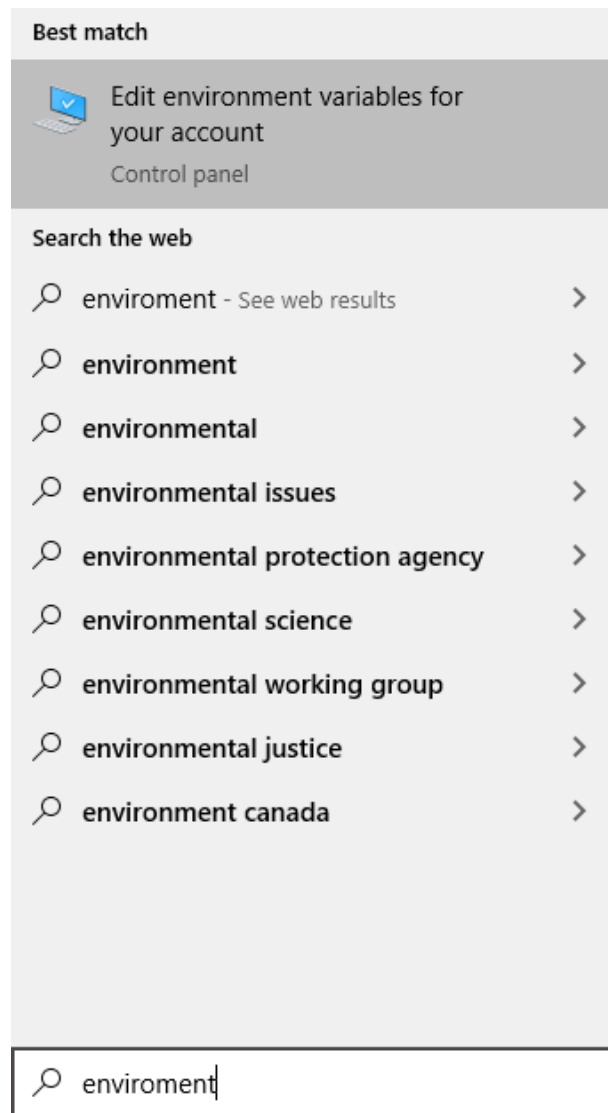 Best match
Edit environment variables for
your account
Control panel
Search the web
enviroment - See web results
environment
environmental
environmental issues
environmental protection agency
environmental science
environmental working group
environmental justice
environment canada
enviroment